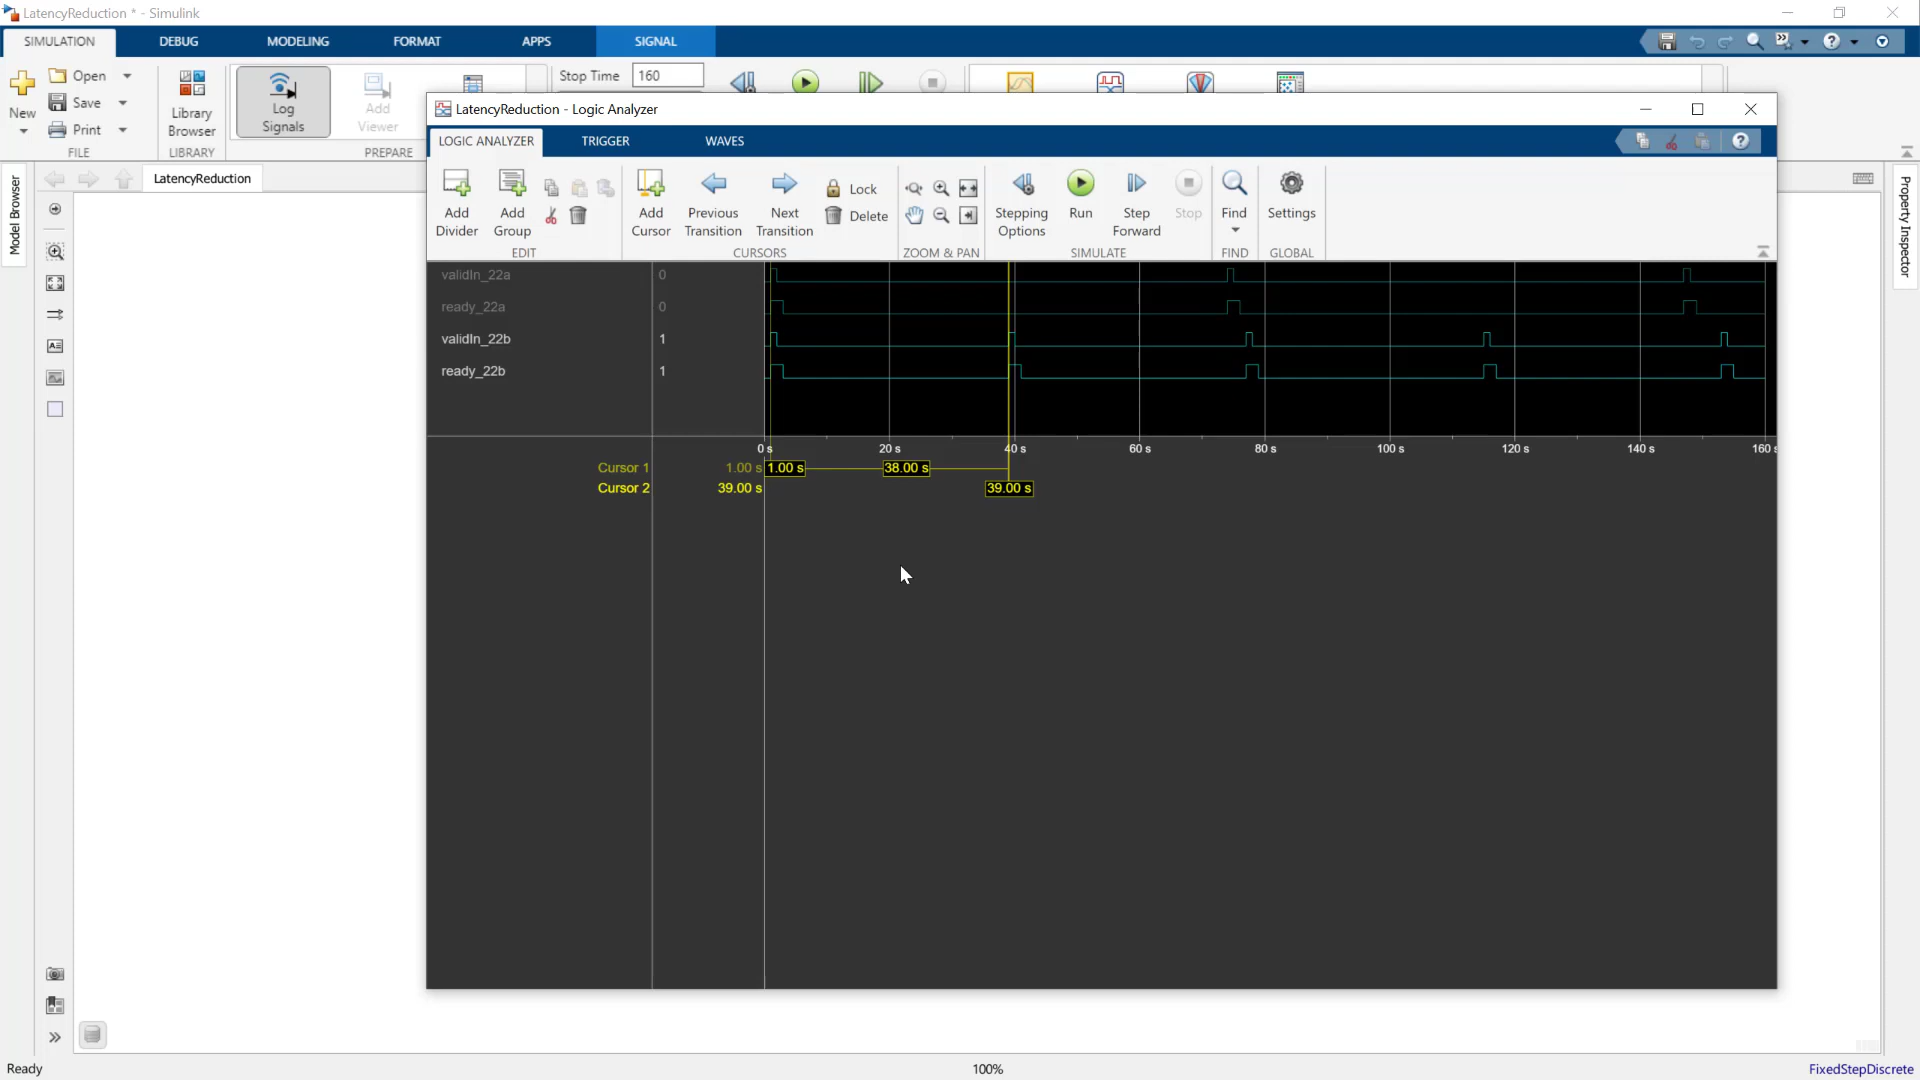 LatencyReduction * - Simulink
SIMULATION DEBUG MODELING FORMAT APPS SIGNAL
New
Open
Save
Print
FILE
Library
Browser
LIBRARY
Log
Signals
Add
Viewer
PREPARE
Stop Time 160
LatencyReduction - Logic Analyzer
LOGIC ANALYZER TRIGGER WAVES
Add
Divider
Add
Group
EDIT
Add
Cursor
Previous
Transition
Next
Transition
Lock
Delete
CURSORS
ZOOM & PAN
Stepping
Options
Run
Step
Forward
Stop
SIMULATE
Find
FIND
Settings
GLOBAL
Model Browser
LatencyReduction
Property Inspector
validIn_22a 0
ready_22a 0
validIn_22b 1
ready_22b 1
0 s 20 s 40 s 60 s 80 s 100 s 120 s 140 s 160 s
Cursor 1 1.00 s 1.00 s 38.00 s
Cursor 2 39.00 s 39.00 s
Ready 100% FixedStepDiscrete